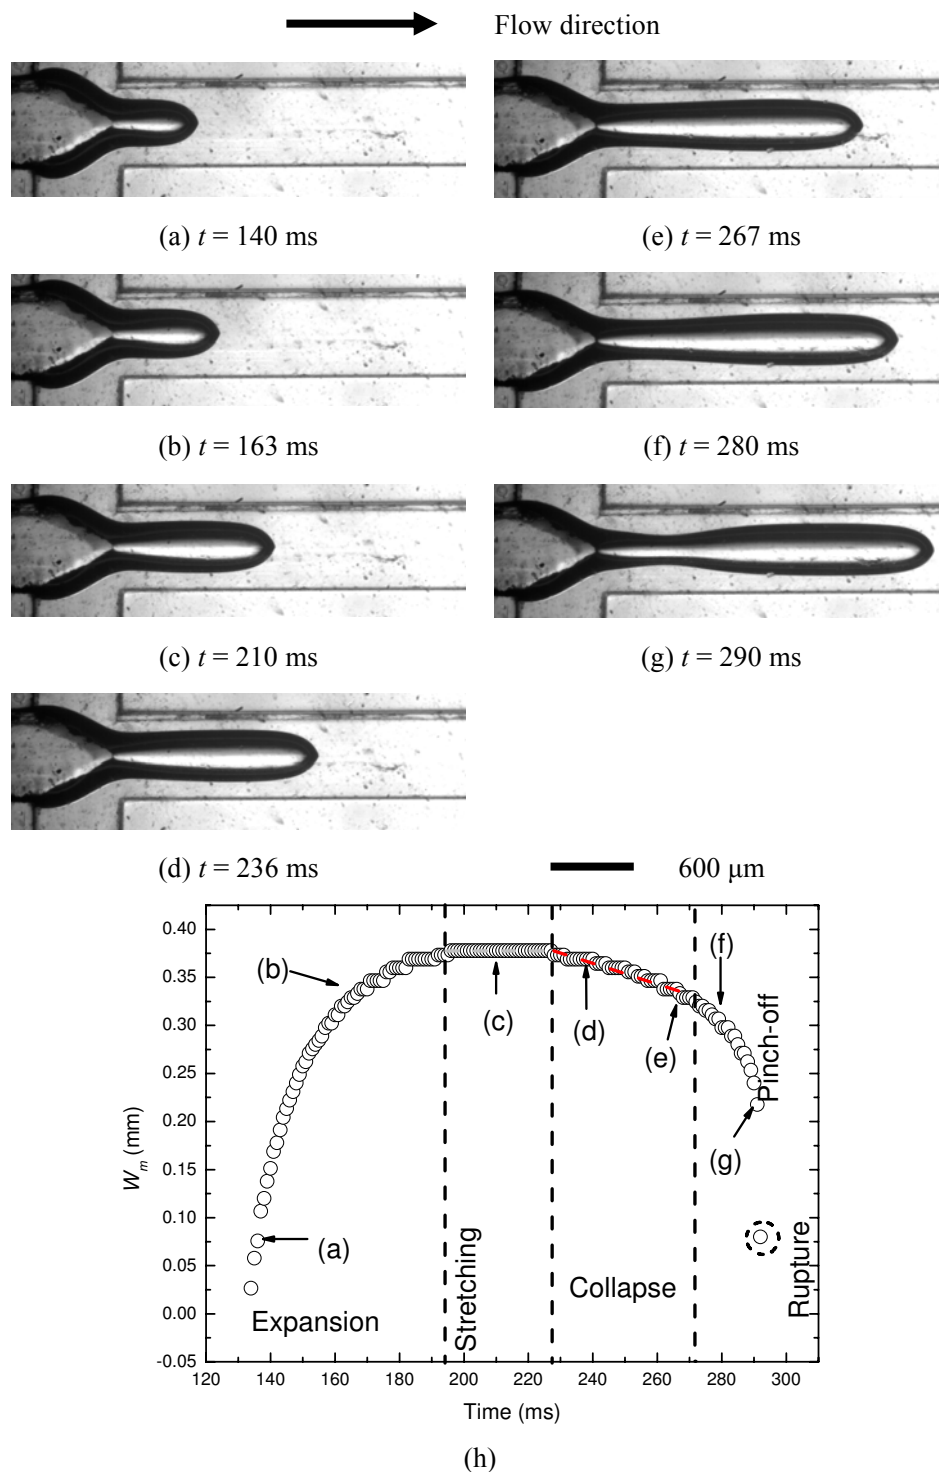 Flow direction
(a) t = 140 ms
(e) t = 267 ms
(b) t = 163 ms
(f) t = 280 ms
(c) t = 210 ms
(g) t = 290 ms
(d) t = 236 ms
600 μm
0.40
0.35
0.30
0.25
0.20
0.15
0.10
0.05
0.00
-0.05
W_m (mm)
(b)
(c)
(d)
(e)
(f)
(g)
(a)
Pinch-off
Expansion
Stretching
Collapse
Rupture
120 140 160 180 200 220 240 260 280 300
Time (ms)
(h)